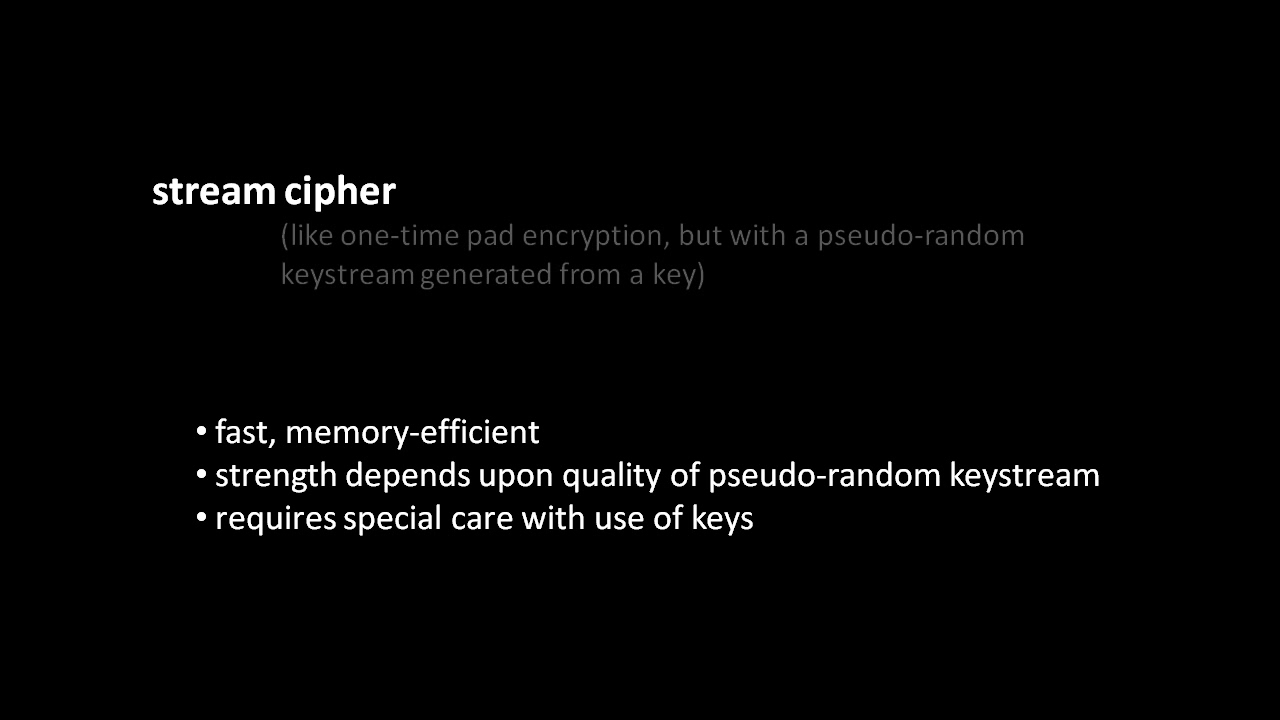 stream cipher
(like one-time pad encryption, but with a pseudo-random
keystream generated from a key)
• fast, memory-efficient
• strength depends upon quality of pseudo-random keystream
• requires special care with use of keys